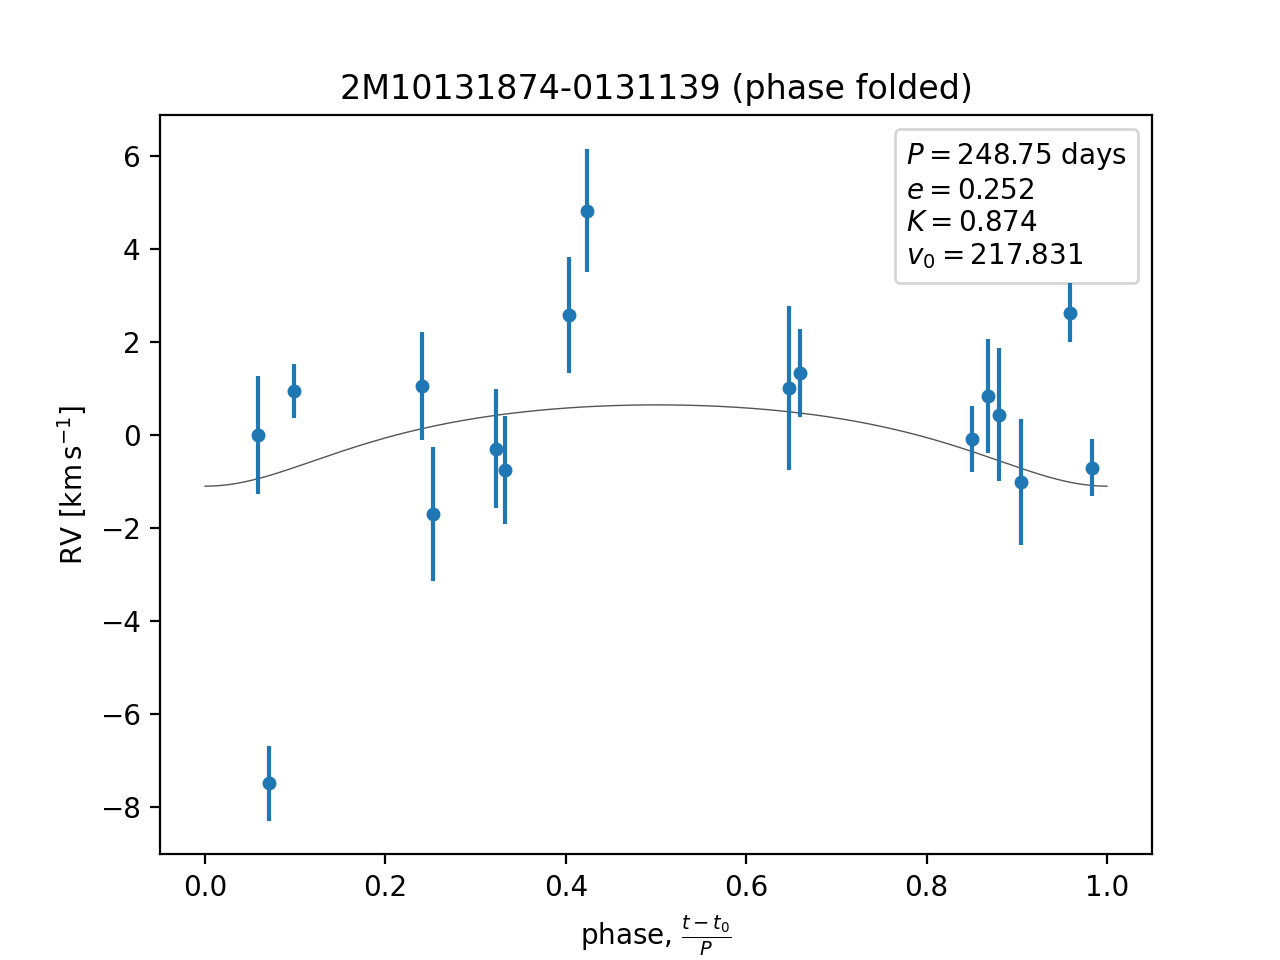 2M10131874-0131139 (phase folded)
P = 248.75 days
e = 0.252
K = 0.874
v₀ = 217.831
6
4
2
0
−2
−4
−6
−8
RV [km s⁻¹]
0.0 0.2 0.4 0.6 0.8 1.0
phase, (t − t₀)/P